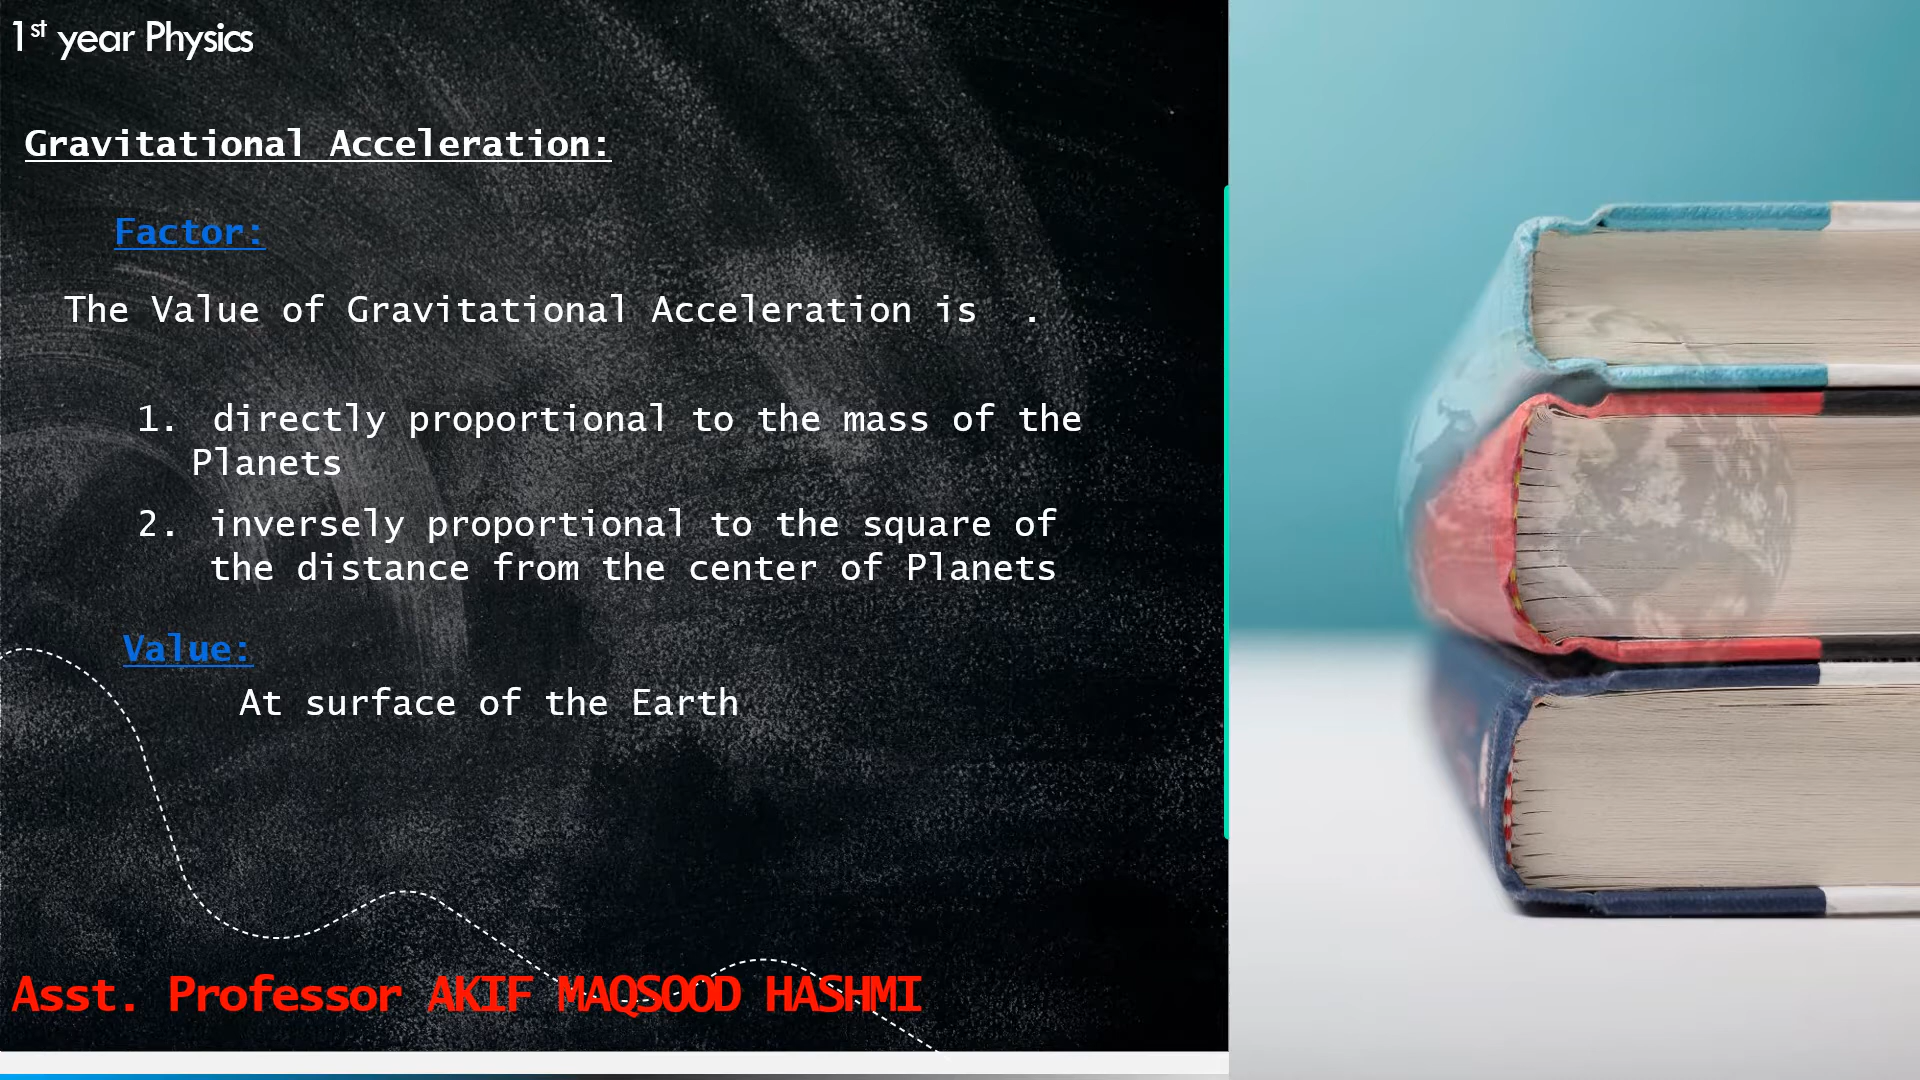 1st year Physics
Gravitational Acceleration:
Factor:
The Value of Gravitational Acceleration is .
1. directly proportional to the mass of the
Planets
2. inversely proportional to the square of
the distance from the center of Planets
Value:
At surface of the Earth
Asst. Professor AKIF MAQSOOD HASHMI